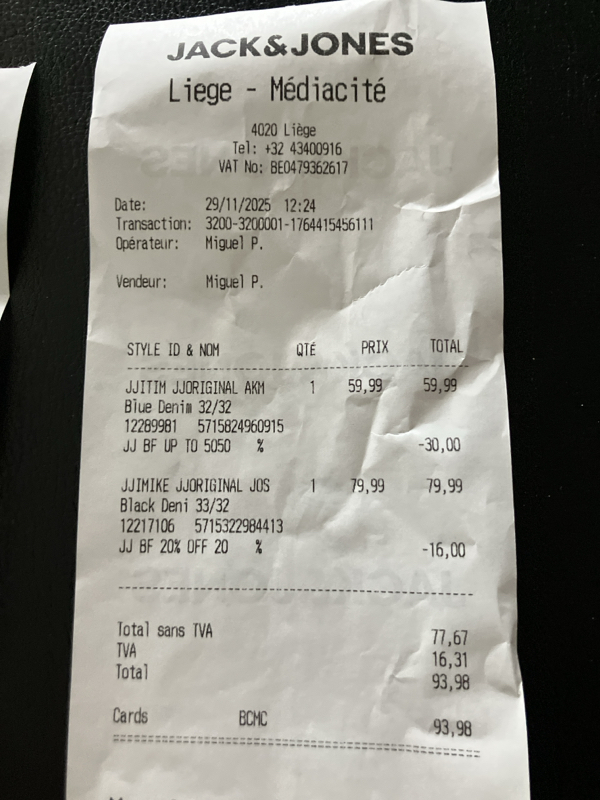 JACK&JONES
Liege - Médiacité
4020 Liège
Tel: +32 43400916
VAT No: BE0479362617
Date: 29/11/2025 12:24
Transaction: 3200-3200001-1764415456111
Opérateur: Miguel P.
Vendeur: Miguel P.
STYLE ID & NOM QTÉ PRIX TOTAL
JJITIM JJORIGINAL AKM 1 59,99 59,99
Blue Denim 32/32
12289981 5715824960915
JJ BF UP TO 5050 % -30,00
JJIMIKE JJORIGINAL JOS 1 79,99 79,99
Black Deni 33/32
12217106 5715322984413
JJ BF 20% OFF 20 % -16,00
Total sans TVA 77,67
TVA 16,31
Total 93,98
Cards BCMC 93,98